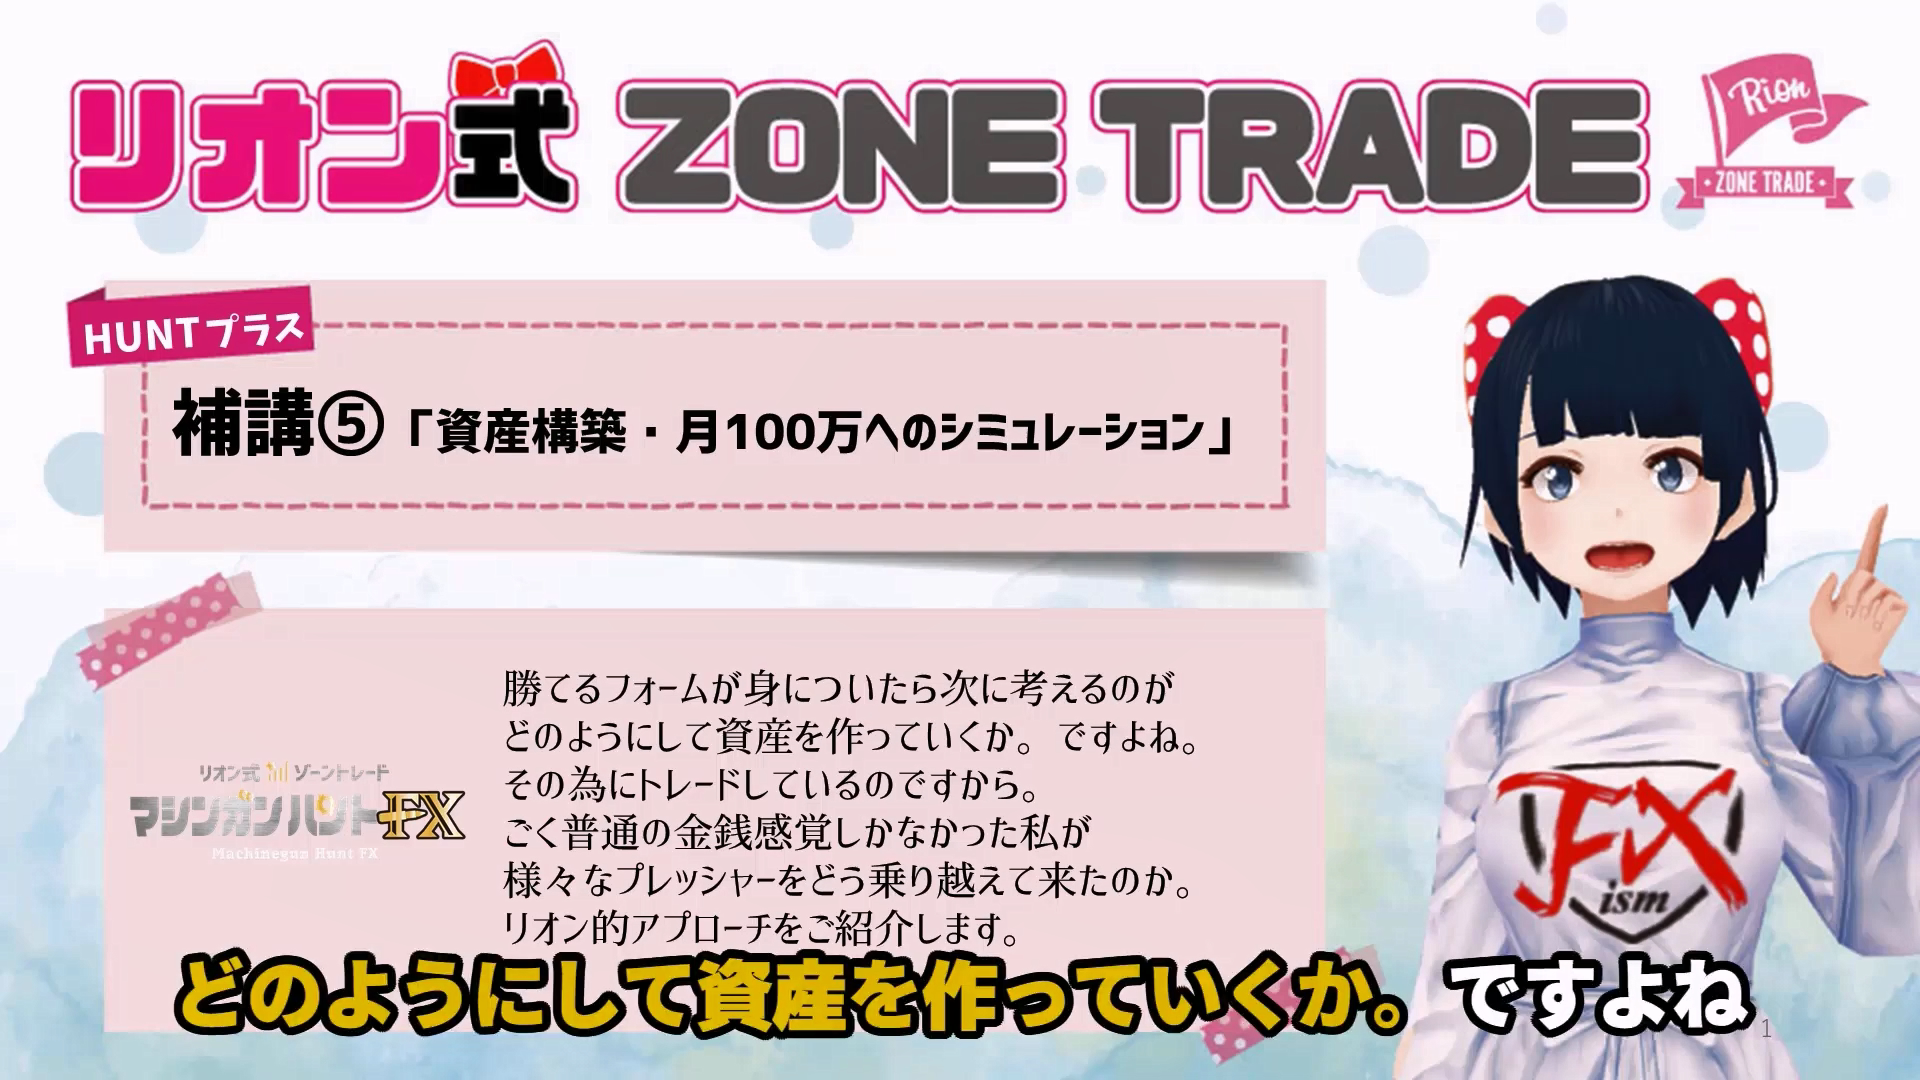 リオン式 ZONE TRADE
Rion
・ZONE TRADE・
HUNTプラス
補講⑤「資産構築・月100万へのシミュレーション」
勝てるフォームが身についたら次に考えるのが
どのようにして資産を作っていくか。ですよね。
その為にトレードしているのですから。
ごく普通の金銭感覚しかなかった私が
様々なプレッシャーをどう乗り越えて来たのか。
リオン的アプローチをご紹介します。
リオン式 ゾーントレード
マシンガンハントFX
Machinegun Hunt FX
FX
ism
どのようにして資産を作っていくか。ですよね
1